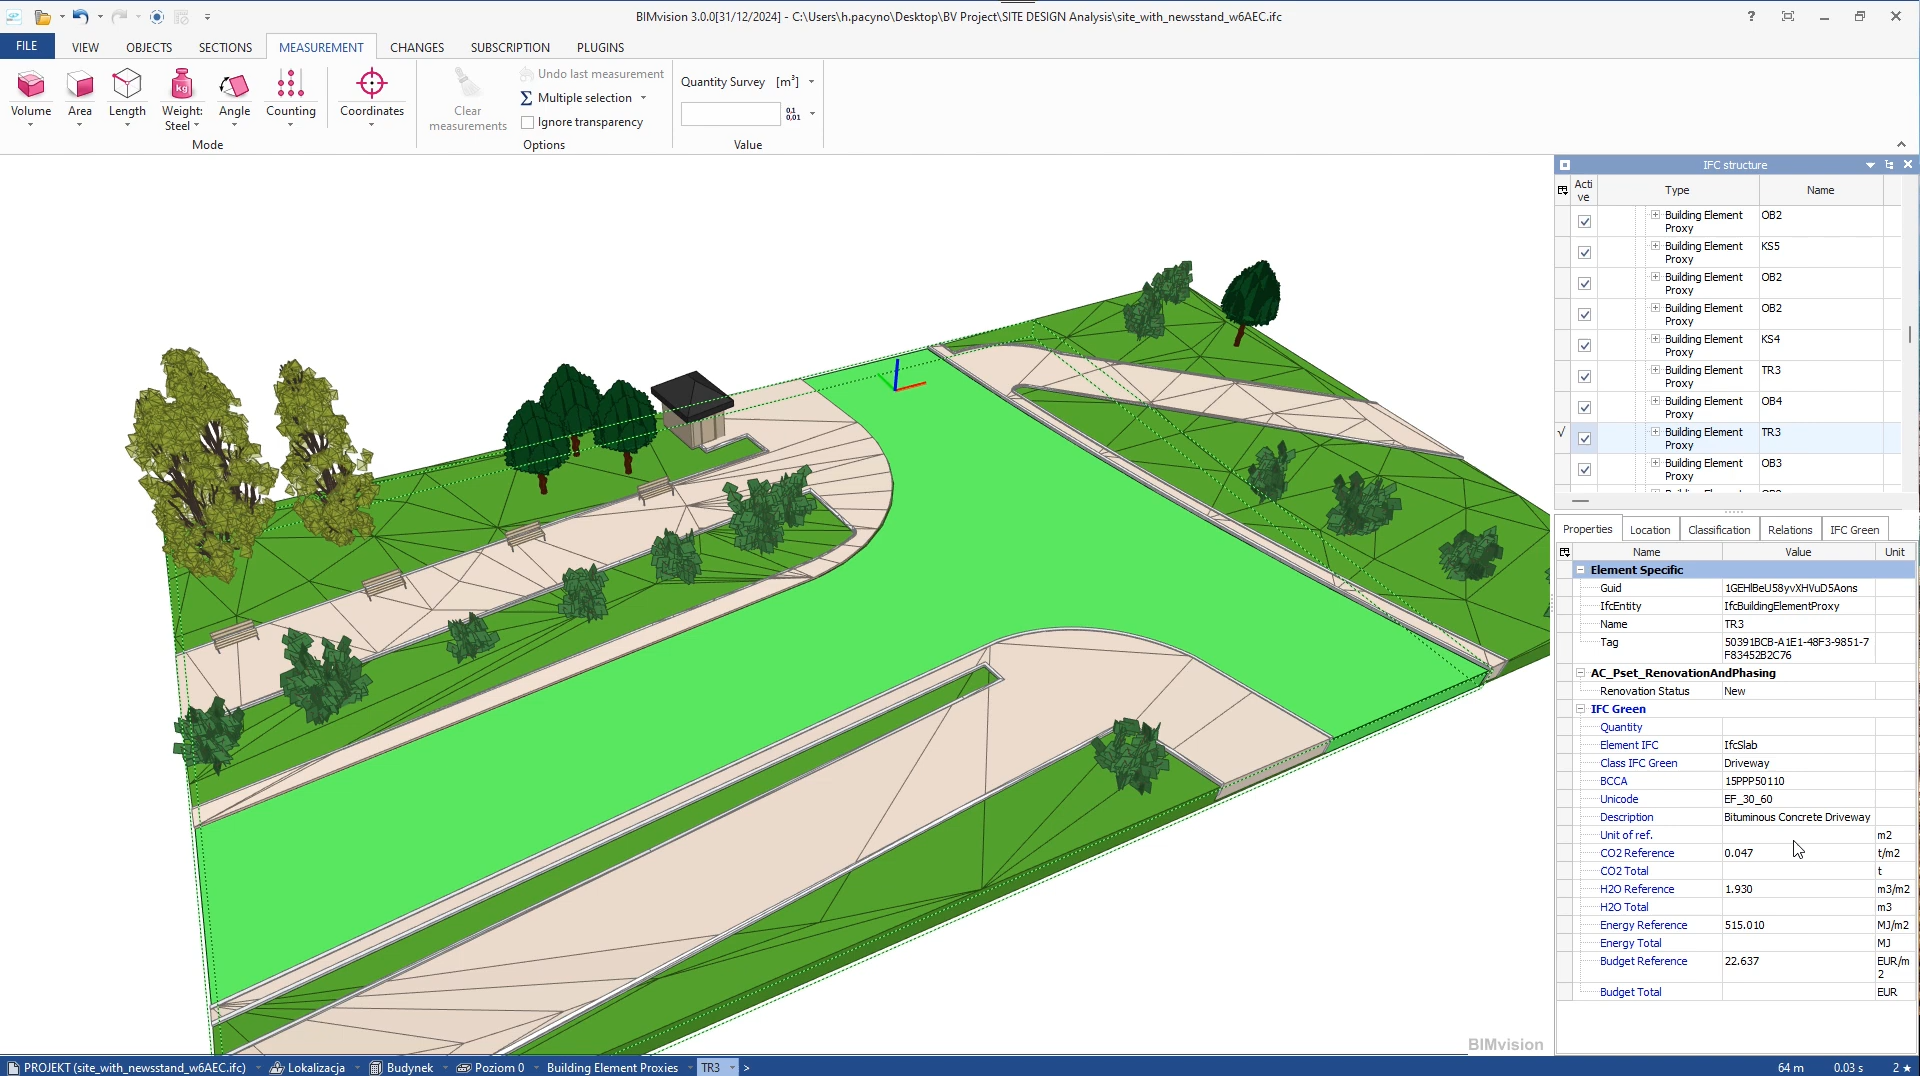 BIMvision 3.0.0[31/12/2024] - C:\Users\h.pacyno\Desktop\BV Project\SITE DESIGN Analysis\site_with_newsstand_w6AEC.ifc
FILE VIEW OBJECTS SECTIONS MEASUREMENT CHANGES SUBSCRIPTION PLUGINS
Volume Area Length Weight: Steel Angle Counting Coordinates
Mode
Clear measurements
Undo last measurement
Multiple selection
Ignore transparency
Options
Quantity Survey [m³]
0,1
0,01
Value
kg
IFC structure
Active Type Name
Building Element Proxy OB2
Building Element Proxy KS5
Building Element Proxy OB2
Building Element Proxy OB2
Building Element Proxy KS4
Building Element Proxy TR3
Building Element Proxy OB4
Building Element Proxy TR3
Building Element Proxy OB3
Properties Location Classification Relations IFC Green
Name Value Unit
Element Specific
Guid 1GEHlBeU58yvXHVuD5Aons
IfcEntity IfcBuildingElementProxy
Name TR3
Tag 50391BCB-A1E1-48F3-9851-7F83452B2C76
AC_Pset_RenovationAndPhasing
Renovation Status New
IFC Green
Quantity
Element IFC IfcSlab
Class IFC Green Driveway
BCCA 15PPP50110
Unicode EF_30_60
Description Bituminous Concrete Driveway
Unit of ref. m2
CO2 Reference 0.047 t/m2
CO2 Total t
H2O Reference 1.930 m3/m2
H2O Total m3
Energy Reference 515.010 MJ/m2
Energy Total MJ
Budget Reference 22.637 EUR/m2
Budget Total EUR
BIMvision
PROJEKT (site_with_newsstand_w6AEC.ifc) Lokalizacja Budynek Poziom 0 Building Element Proxies TR3 >
64 m 0.03 s 2